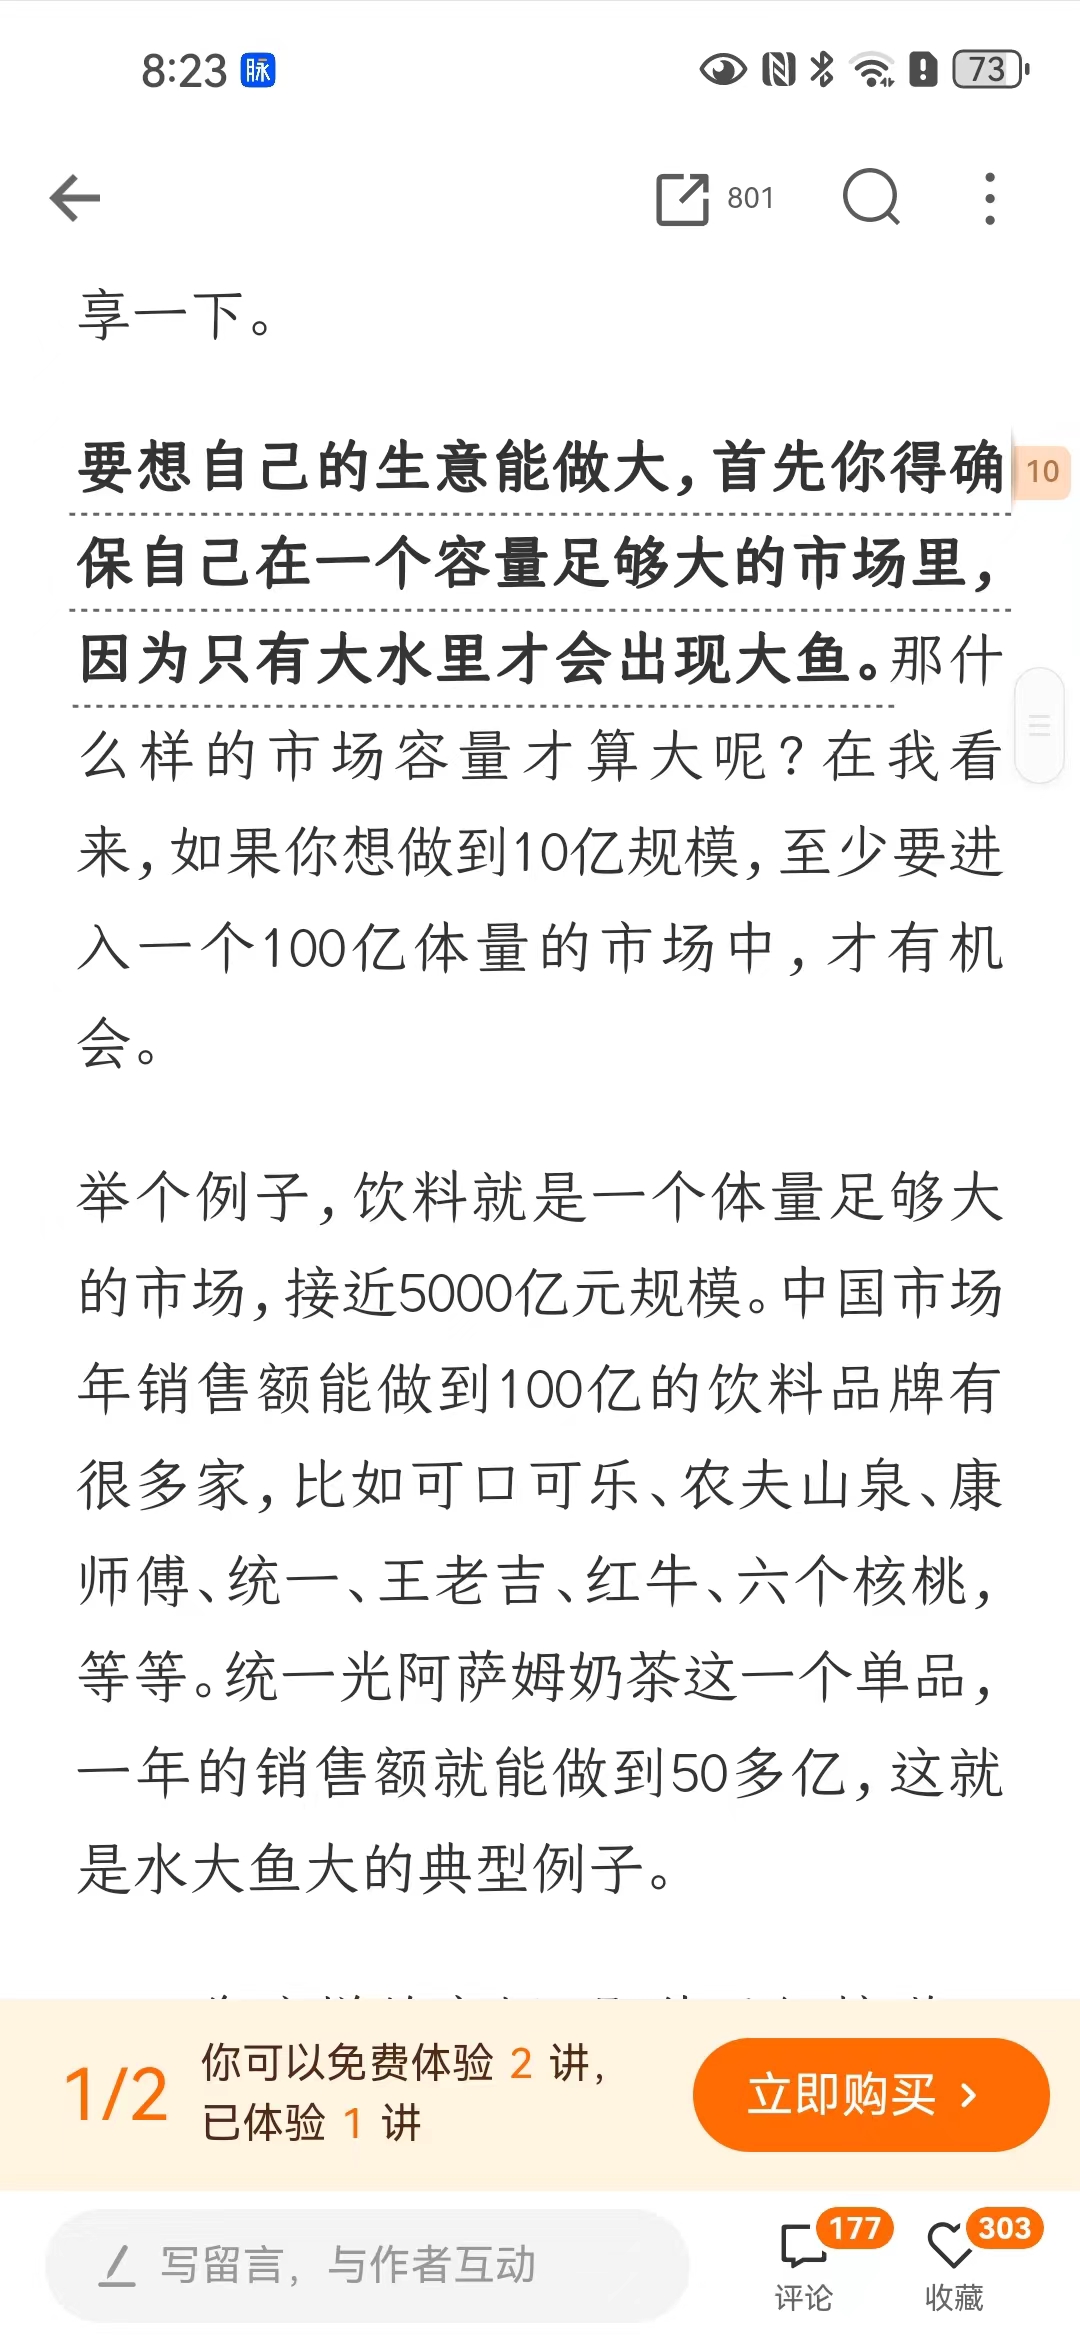 8:23 脉 73
801
享一下。
要想自己的生意能做大，首先你得确
10
保自己在一个容量足够大的市场里，
因为只有大水里才会出现大鱼。那什
么样的市场容量才算大呢？在我看
来，如果你想做到10亿规模，至少要进
入一个100亿体量的市场中，才有机
会。
举个例子，饮料就是一个体量足够大
的市场，接近5000亿元规模。中国市场
年销售额能做到100亿的饮料品牌有
很多家，比如可口可乐、农夫山泉、康
师傅、统一、王老吉、红牛、六个核桃，
等等。统一光阿萨姆奶茶这一个单品，
一年的销售额就能做到50多亿，这就
是水大鱼大的典型例子。
1/2
你可以免费体验 2 讲，
已体验 1 讲
立即购买
写留言，与作者互动
177
评论
303
收藏